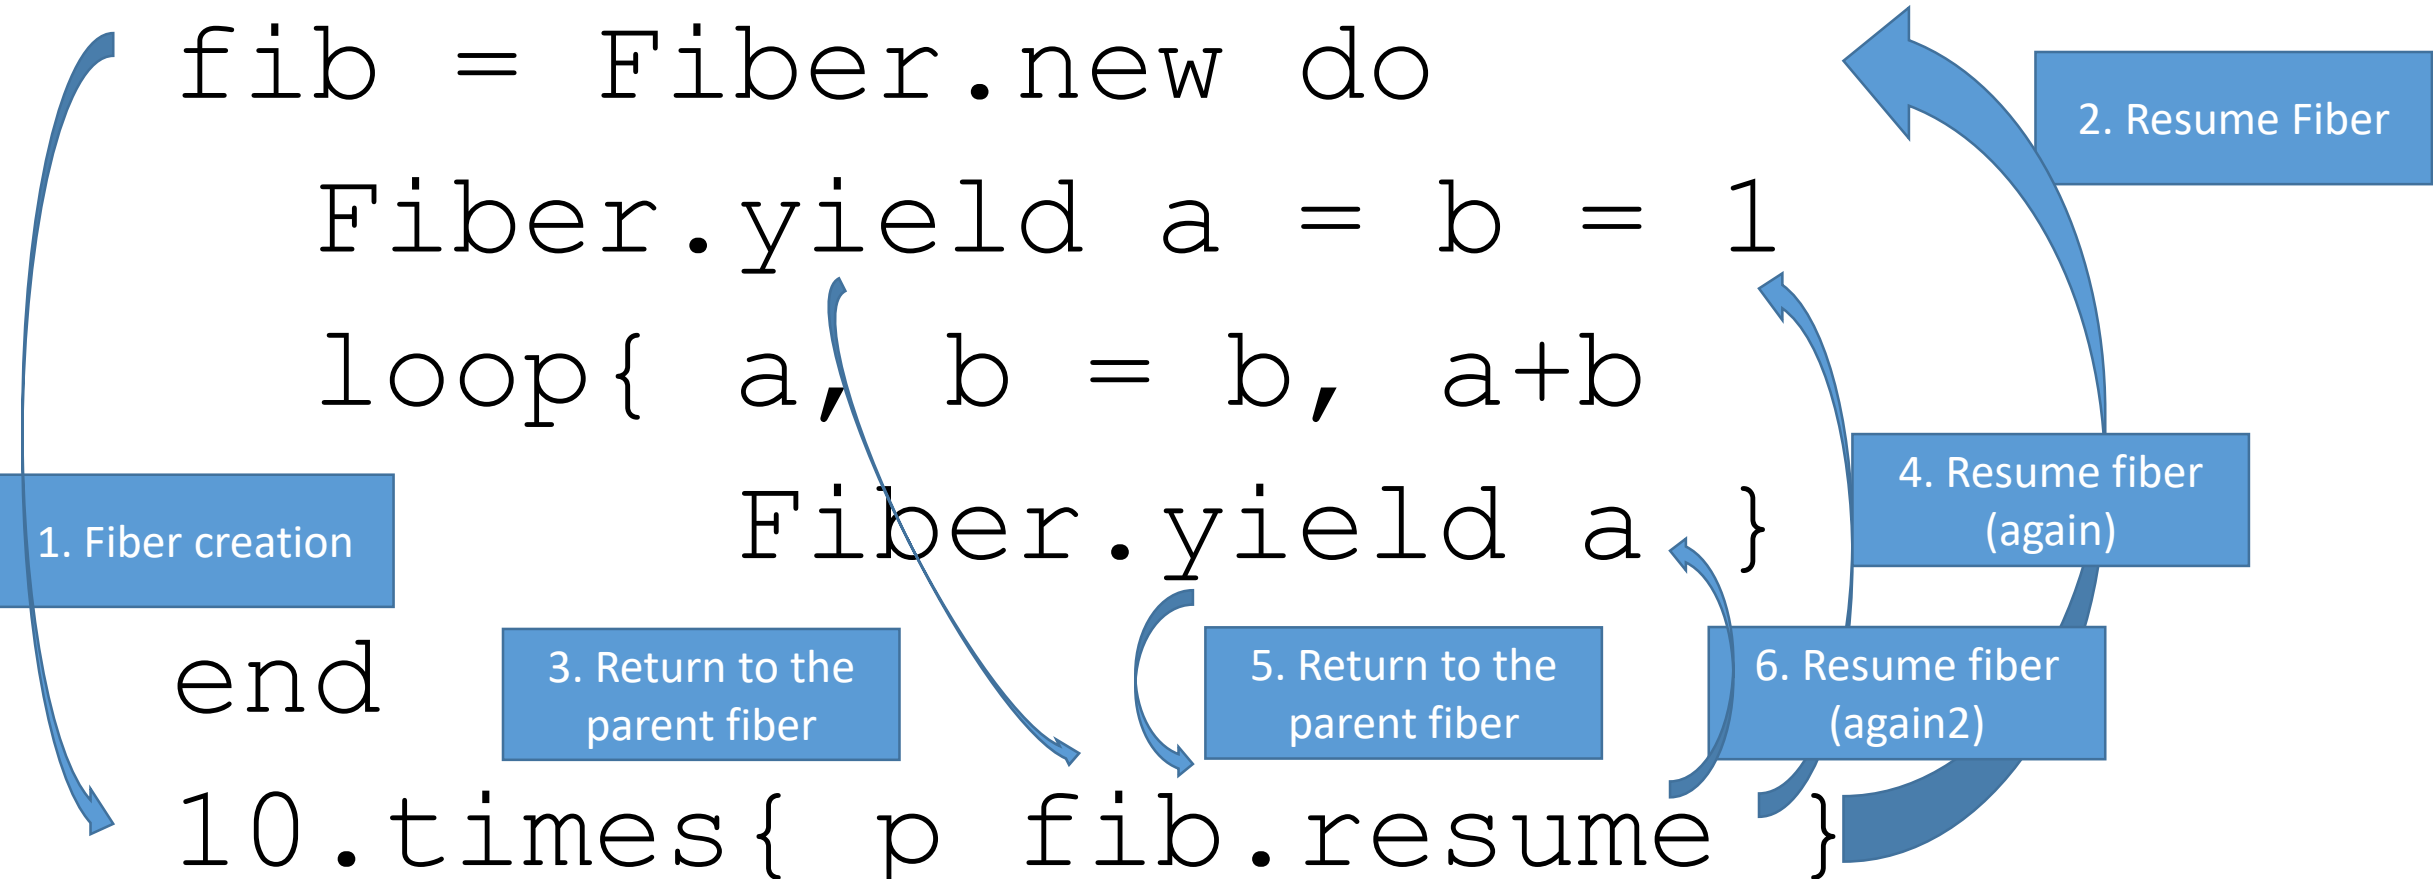 fib = Fiber.new do
2. Resume Fiber
Fiber.yield a = b = 1
loop{ a, b = b, a+b
4. Resume fiber
(again)
Fiber.yield a }
1. Fiber creation
end
3. Return to the
parent fiber
5. Return to the
parent fiber
6. Resume fiber
(again2)
10.times{ p fib.resume }